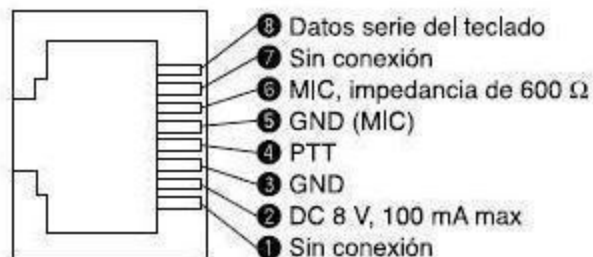 8 Datos serie del teclado
7 Sin conexión
6 MIC, impedancia de 600 Ω
5 GND (MIC)
4 PTT
3 GND
2 DC 8 V, 100 mA max
1 Sin conexión